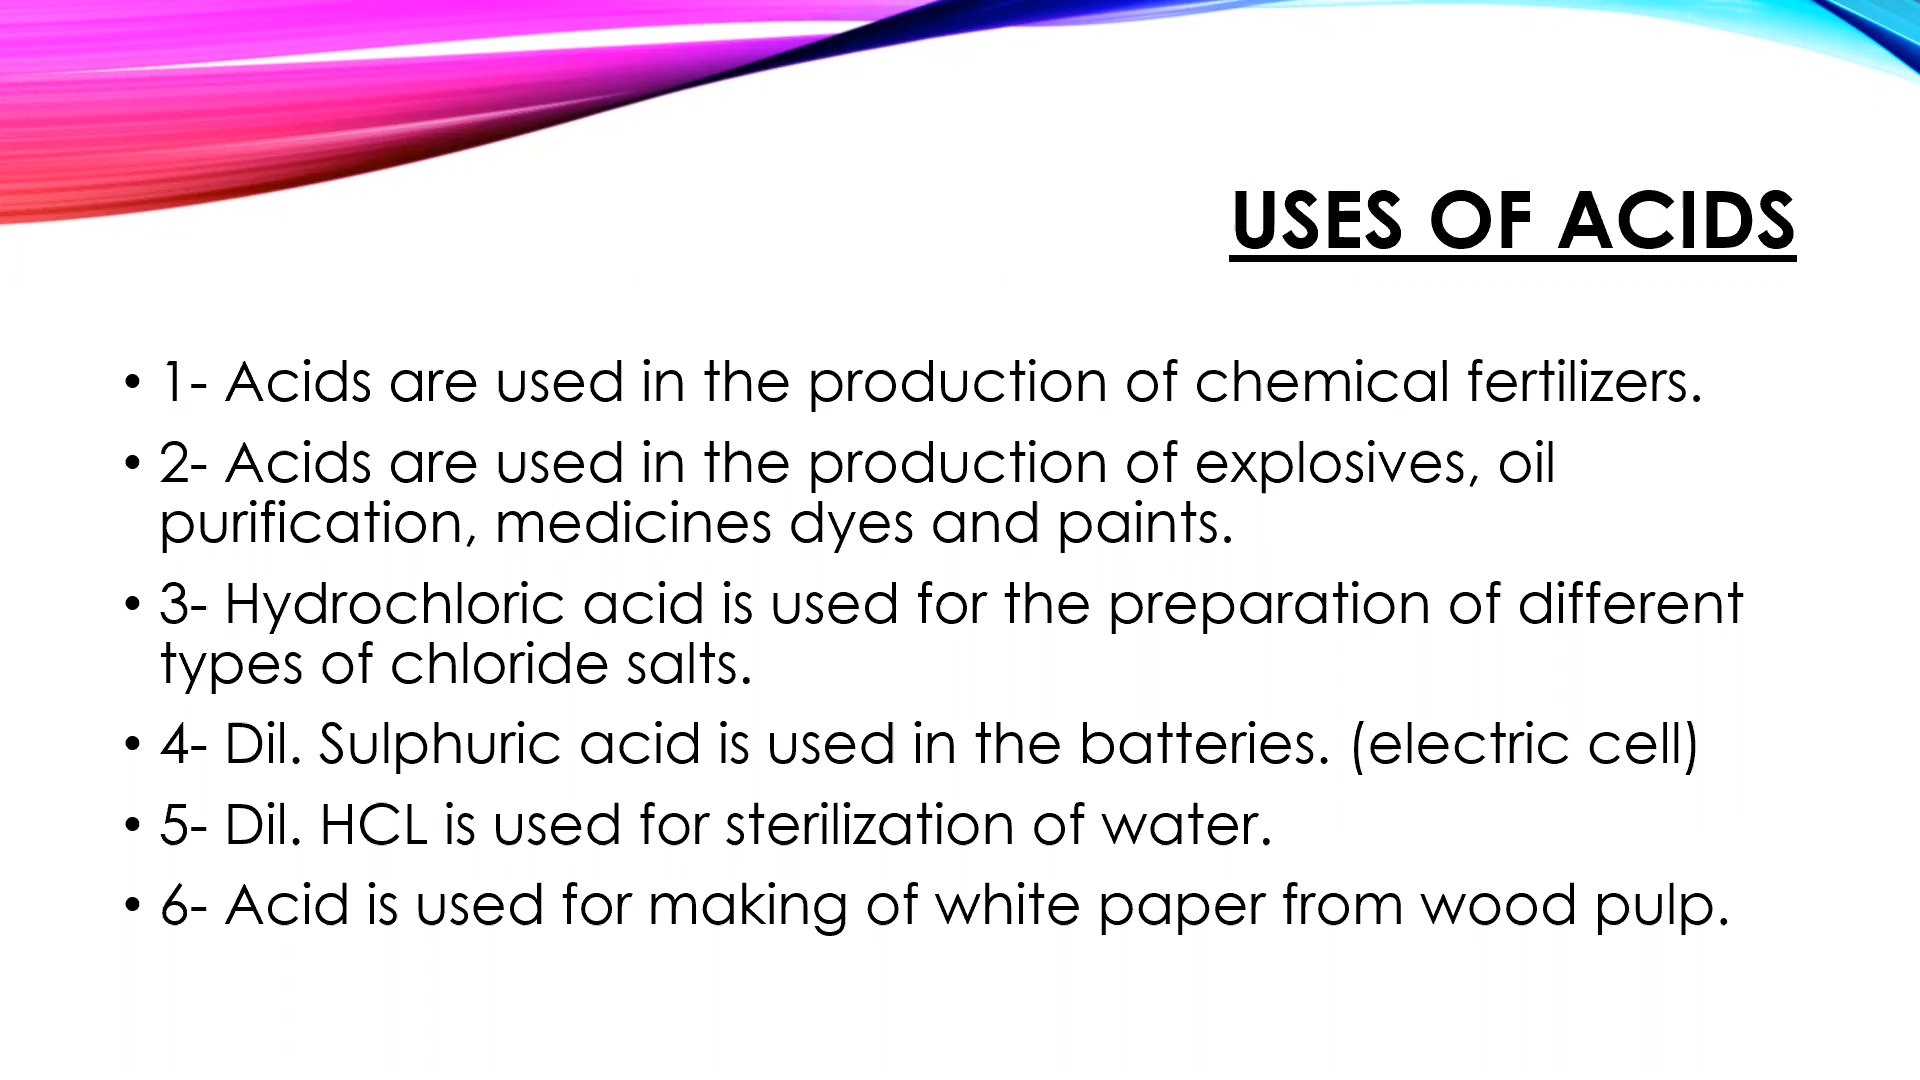 USES OF ACIDS
• 1- Acids are used in the production of chemical fertilizers.
• 2- Acids are used in the production of explosives, oil
purification, medicines dyes and paints.
• 3- Hydrochloric acid is used for the preparation of different
types of chloride salts.
• 4- Dil. Sulphuric acid is used in the batteries. (electric cell)
• 5- Dil. HCL is used for sterilization of water.
• 6- Acid is used for making of white paper from wood pulp.